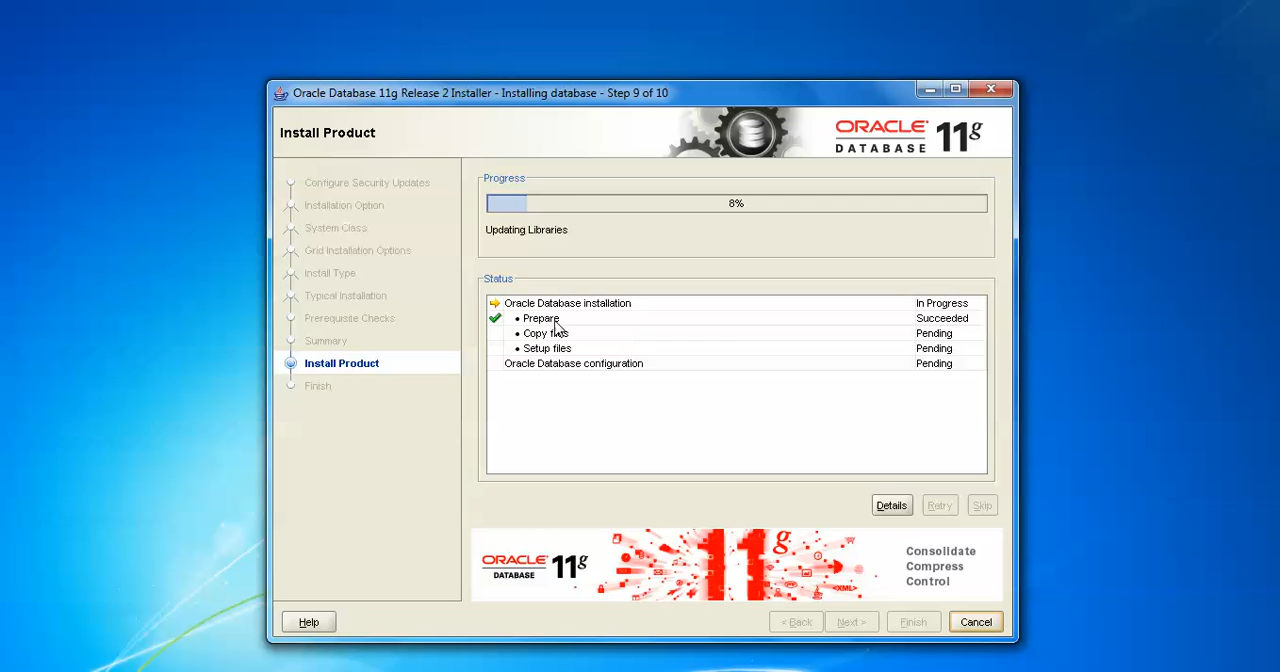 Oracle Database 11g Release 2 Installer - Installing database - Step 9 of 10
Install Product
ORACLE DATABASE 11g
Configure Security Updates
Installation Option
System Class
Grid Installation Options
Install Type
Typical Installation
Prerequisite Checks
Summary
Install Product
Finish
Progress
8%
Updating Libraries
Status
Oracle Database installation In Progress
• Prepare Succeeded
• Copy files Pending
• Setup files Pending
Oracle Database configuration Pending
Details Retry Skip
ORACLE DATABASE 11g
11g
<XML>
Consolidate
Compress
Control
Help < Back Next > Finish Cancel